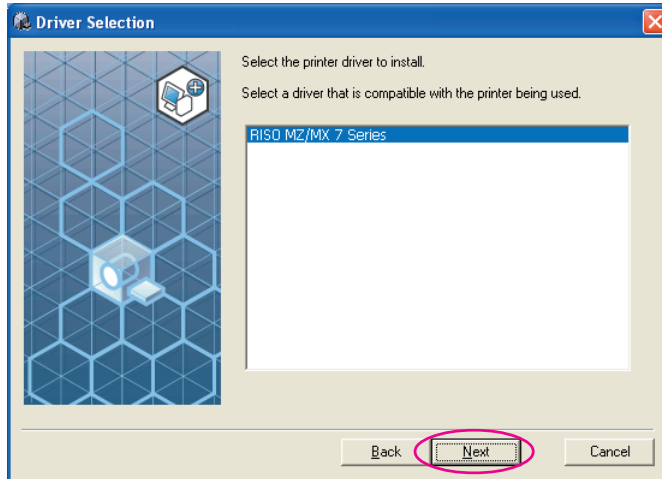 Driver Selection
Select the printer driver to install.
Select a driver that is compatible with the printer being used.
RISO MZ/MX 7 Series
Back
Next
Cancel